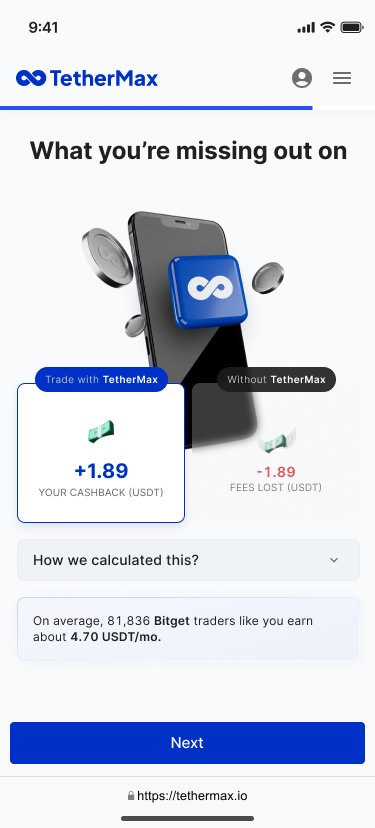 9:41
TetherMax
What you’re missing out on
Trade with TetherMax
Without TetherMax
+1.89
YOUR CASHBACK (USDT)
-1.89
FEES LOST (USDT)
How we calculated this?
On average, 81,836 Bitget traders like you earn
about 4.70 USDT/mo.
Next
https://tethermax.io